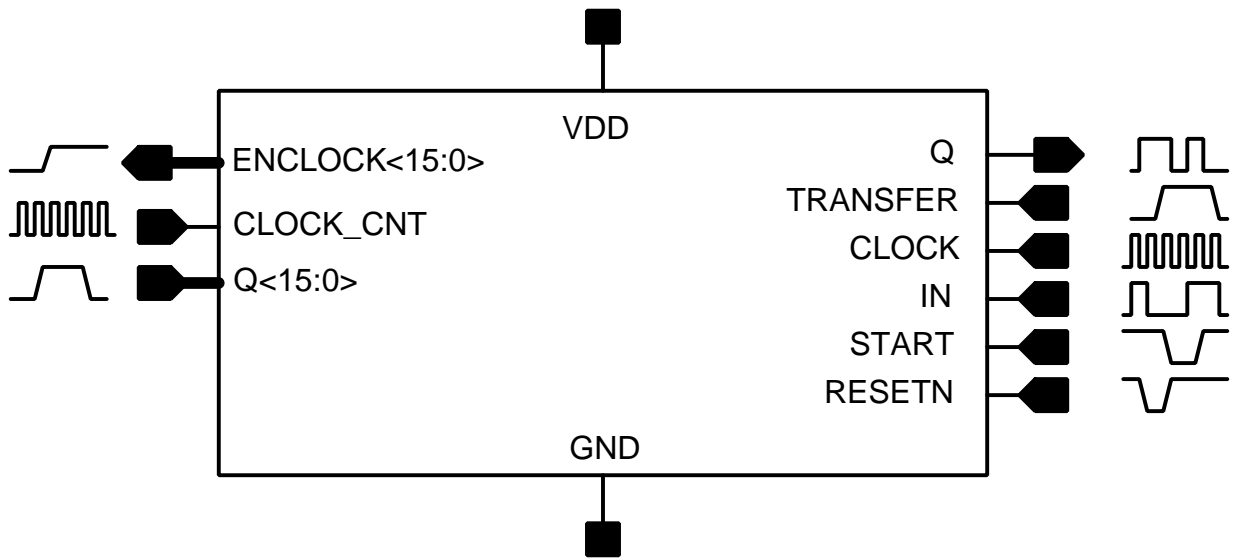 VDD
ENCLOCK<15:0>
CLOCK_CNT
Q<15:0>
Q
TRANSFER
CLOCK
IN
START
RESETN
GND